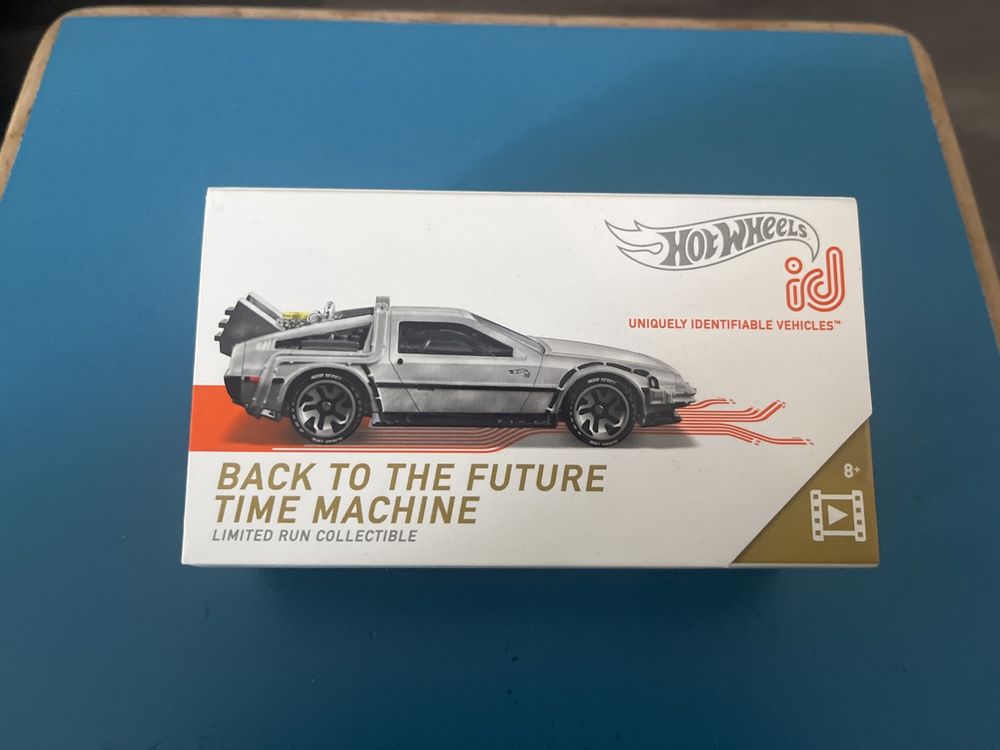 HOT WHEELS
id
UNIQUELY IDENTIFIABLE VEHICLES™
BACK TO THE FUTURE
TIME MACHINE
LIMITED RUN COLLECTIBLE
8+